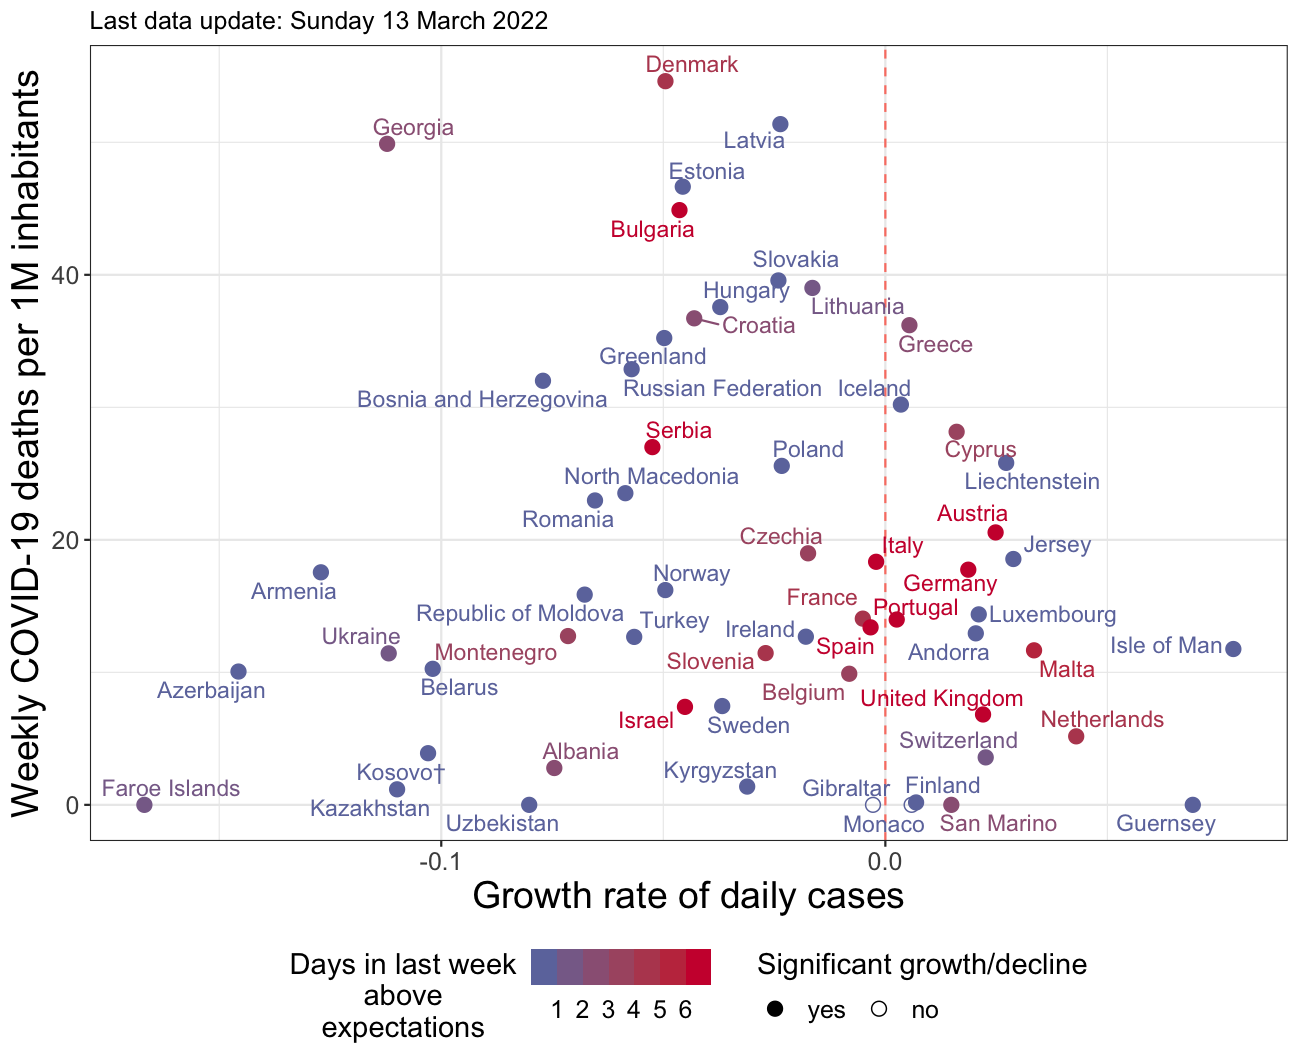 Last data update: Sunday 13 March 2022
Weekly COVID-19 deaths per 1M inhabitants
Denmark
Georgia
Latvia
Estonia
Bulgaria
Slovakia
40
Hungary
Lithuania
Croatia
Greece
Greenland
Russian Federation
Iceland
Bosnia and Herzegovina
Serbia
Poland
Cyprus
North Macedonia
Liechtenstein
Romania
Austria
20
Czechia
Italy
Jersey
Norway
Germany
Armenia
France
Portugal
Republic of Moldova
Turkey
Luxembourg
Ireland
Ukraine
Spain
Isle of Man
Montenegro
Andorra
Slovenia
Malta
Azerbaijan
Belarus
Belgium
United Kingdom
Israel
Sweden
Netherlands
Switzerland
Albania
Kosovo†
Kyrgyzstan
Faroe Islands
Gibraltar
Finland
0
Kazakhstan
Uzbekistan
Monaco
San Marino
Guernsey
-0.1
0.0
Growth rate of daily cases
Days in last week
above
expectations
1 2 3 4 5 6
Significant growth/decline
yes
no